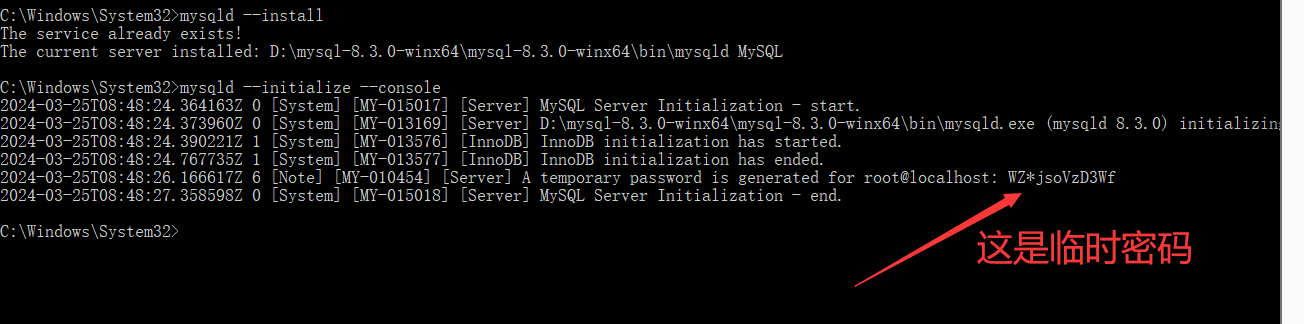 C:\Windows\System32>mysqld --install
The service already exists!
The current server installed: D:\mysql-8.3.0-winx64\mysql-8.3.0-winx64\bin\mysqld MySQL
C:\Windows\System32>mysqld --initialize --console
2024-03-25T08:48:24.364163Z 0 [System] [MY-015017] [Server] MySQL Server Initialization - start.
2024-03-25T08:48:24.373960Z 0 [System] [MY-013169] [Server] D:\mysql-8.3.0-winx64\mysql-8.3.0-winx64\bin\mysqld.exe (mysqld 8.3.0) initializing
2024-03-25T08:48:24.390221Z 1 [System] [MY-013576] [InnoDB] InnoDB initialization has started.
2024-03-25T08:48:24.767735Z 1 [System] [MY-013577] [InnoDB] InnoDB initialization has ended.
2024-03-25T08:48:26.166617Z 6 [Note] [MY-010454] [Server] A temporary password is generated for root@localhost: WZ*jsoVzD3Wf
2024-03-25T08:48:27.358598Z 0 [System] [MY-015018] [Server] MySQL Server Initialization - end.
C:\Windows\System32>
这是临时密码